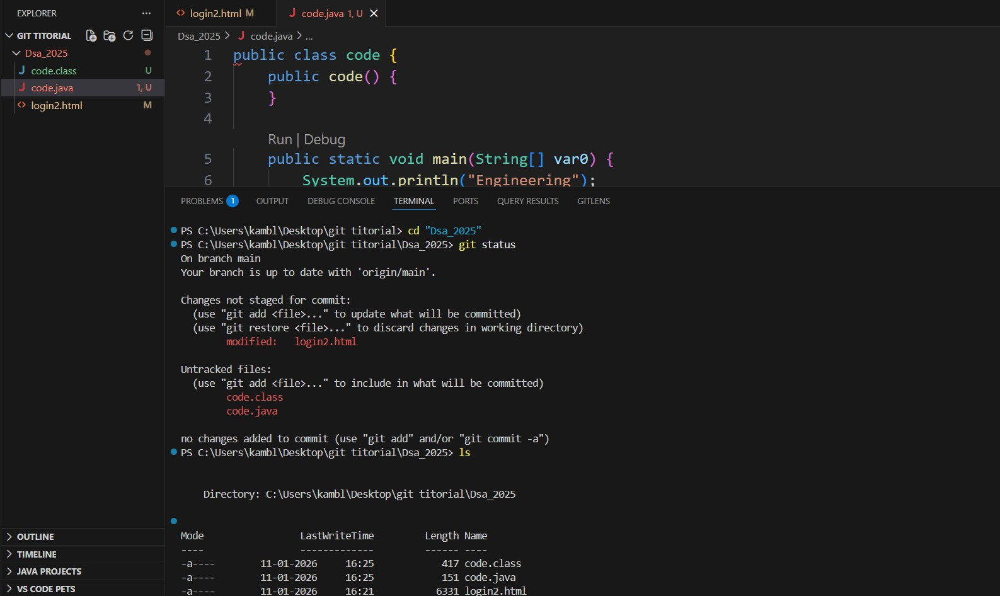 EXPLORER ...
GIT TITORIAL
Dsa_2025
code.class U
code.java 1, U
login2.html M
OUTLINE
TIMELINE
JAVA PROJECTS
VS CODE PETS
login2.html M
code.java 1, U
Dsa_2025 > code.java > ...
1 public class code {
2 public code() {
3 }
4
Run | Debug
5 public static void main(String[] var0) {
6 System.out.println("Engineering");
PROBLEMS 1 OUTPUT DEBUG CONSOLE TERMINAL PORTS QUERY RESULTS GITLENS
PS C:\Users\kambl\Desktop\git titorial> cd "Dsa_2025"
PS C:\Users\kambl\Desktop\git titorial\Dsa_2025> git status
On branch main
Your branch is up to date with 'origin/main'.
Changes not staged for commit:
(use "git add <file>..." to update what will be committed)
(use "git restore <file>..." to discard changes in working directory)
modified: login2.html
Untracked files:
(use "git add <file>..." to include in what will be committed)
code.class
code.java
no changes added to commit (use "git add" and/or "git commit -a")
PS C:\Users\kambl\Desktop\git titorial\Dsa_2025> ls
Directory: C:\Users\kambl\Desktop\git titorial\Dsa_2025
Mode LastWriteTime Length Name
---- ------------- ------ ----
-a---- 11-01-2026 16:25 417 code.class
-a---- 11-01-2026 16:25 151 code.java
-a---- 11-01-2026 16:21 6331 login2.html